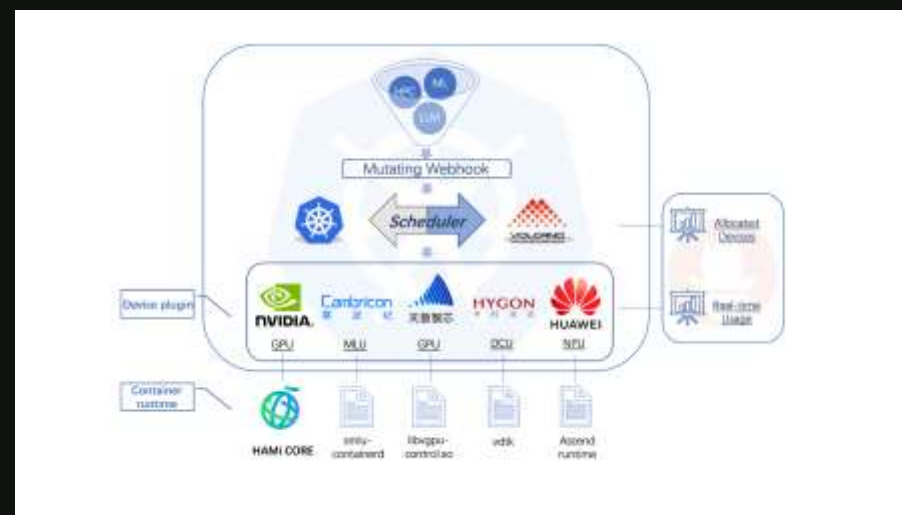 HPC
ML
LLM
Mutating Webhook
Scheduler
VOLCANO
Allocated
Devices
Device plugin
NVIDIA.
Cambricon
寒 武 纪
天数智芯
HYGON
HUAWEI
Real-time
Usage
GPU
MLU
GPU
DCU
NPU
Container
runtime
HAMi CORE
smlu-
containerd
libvgpu-
control.so
vdtk
Ascend
runtime